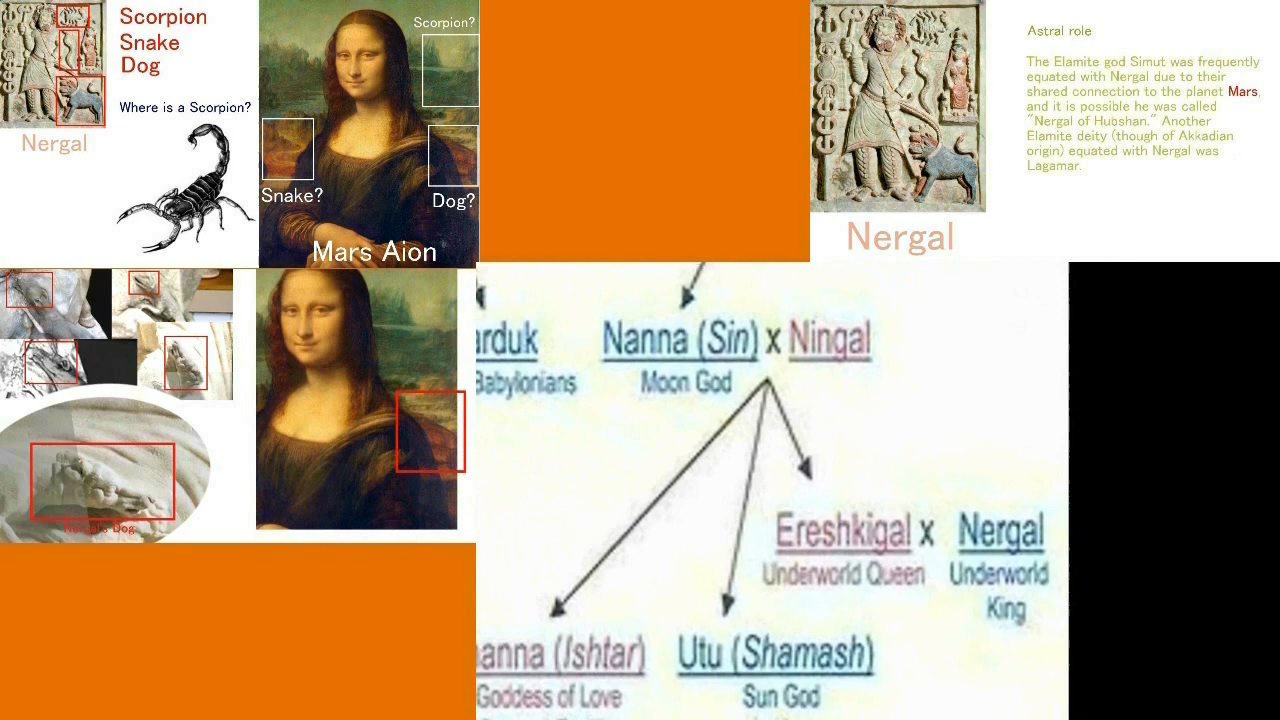 Scorpion
Snake
Dog
Where is a Scorpion?
Nergal
Scorpion?
Snake?
Dog?
Mars Aion
Nergal
Astral role
The Elamite god Simut was frequently
equated with Nergal due to their
shared connection to the planet Mars,
and it is possible he was called
"Nergal of Hubshan." Another
Elamite deity (though of Akkadian
origin) equated with Nergal was
Lagamar.
Dog
arduk
Babylonians
Nanna (Sin) x Ningal
Moon God
Ereshkigal x Nergal
Underworld Queen
Underworld
King
anna (Ishtar)
Goddess of Love
Utu (Shamash)
Sun God